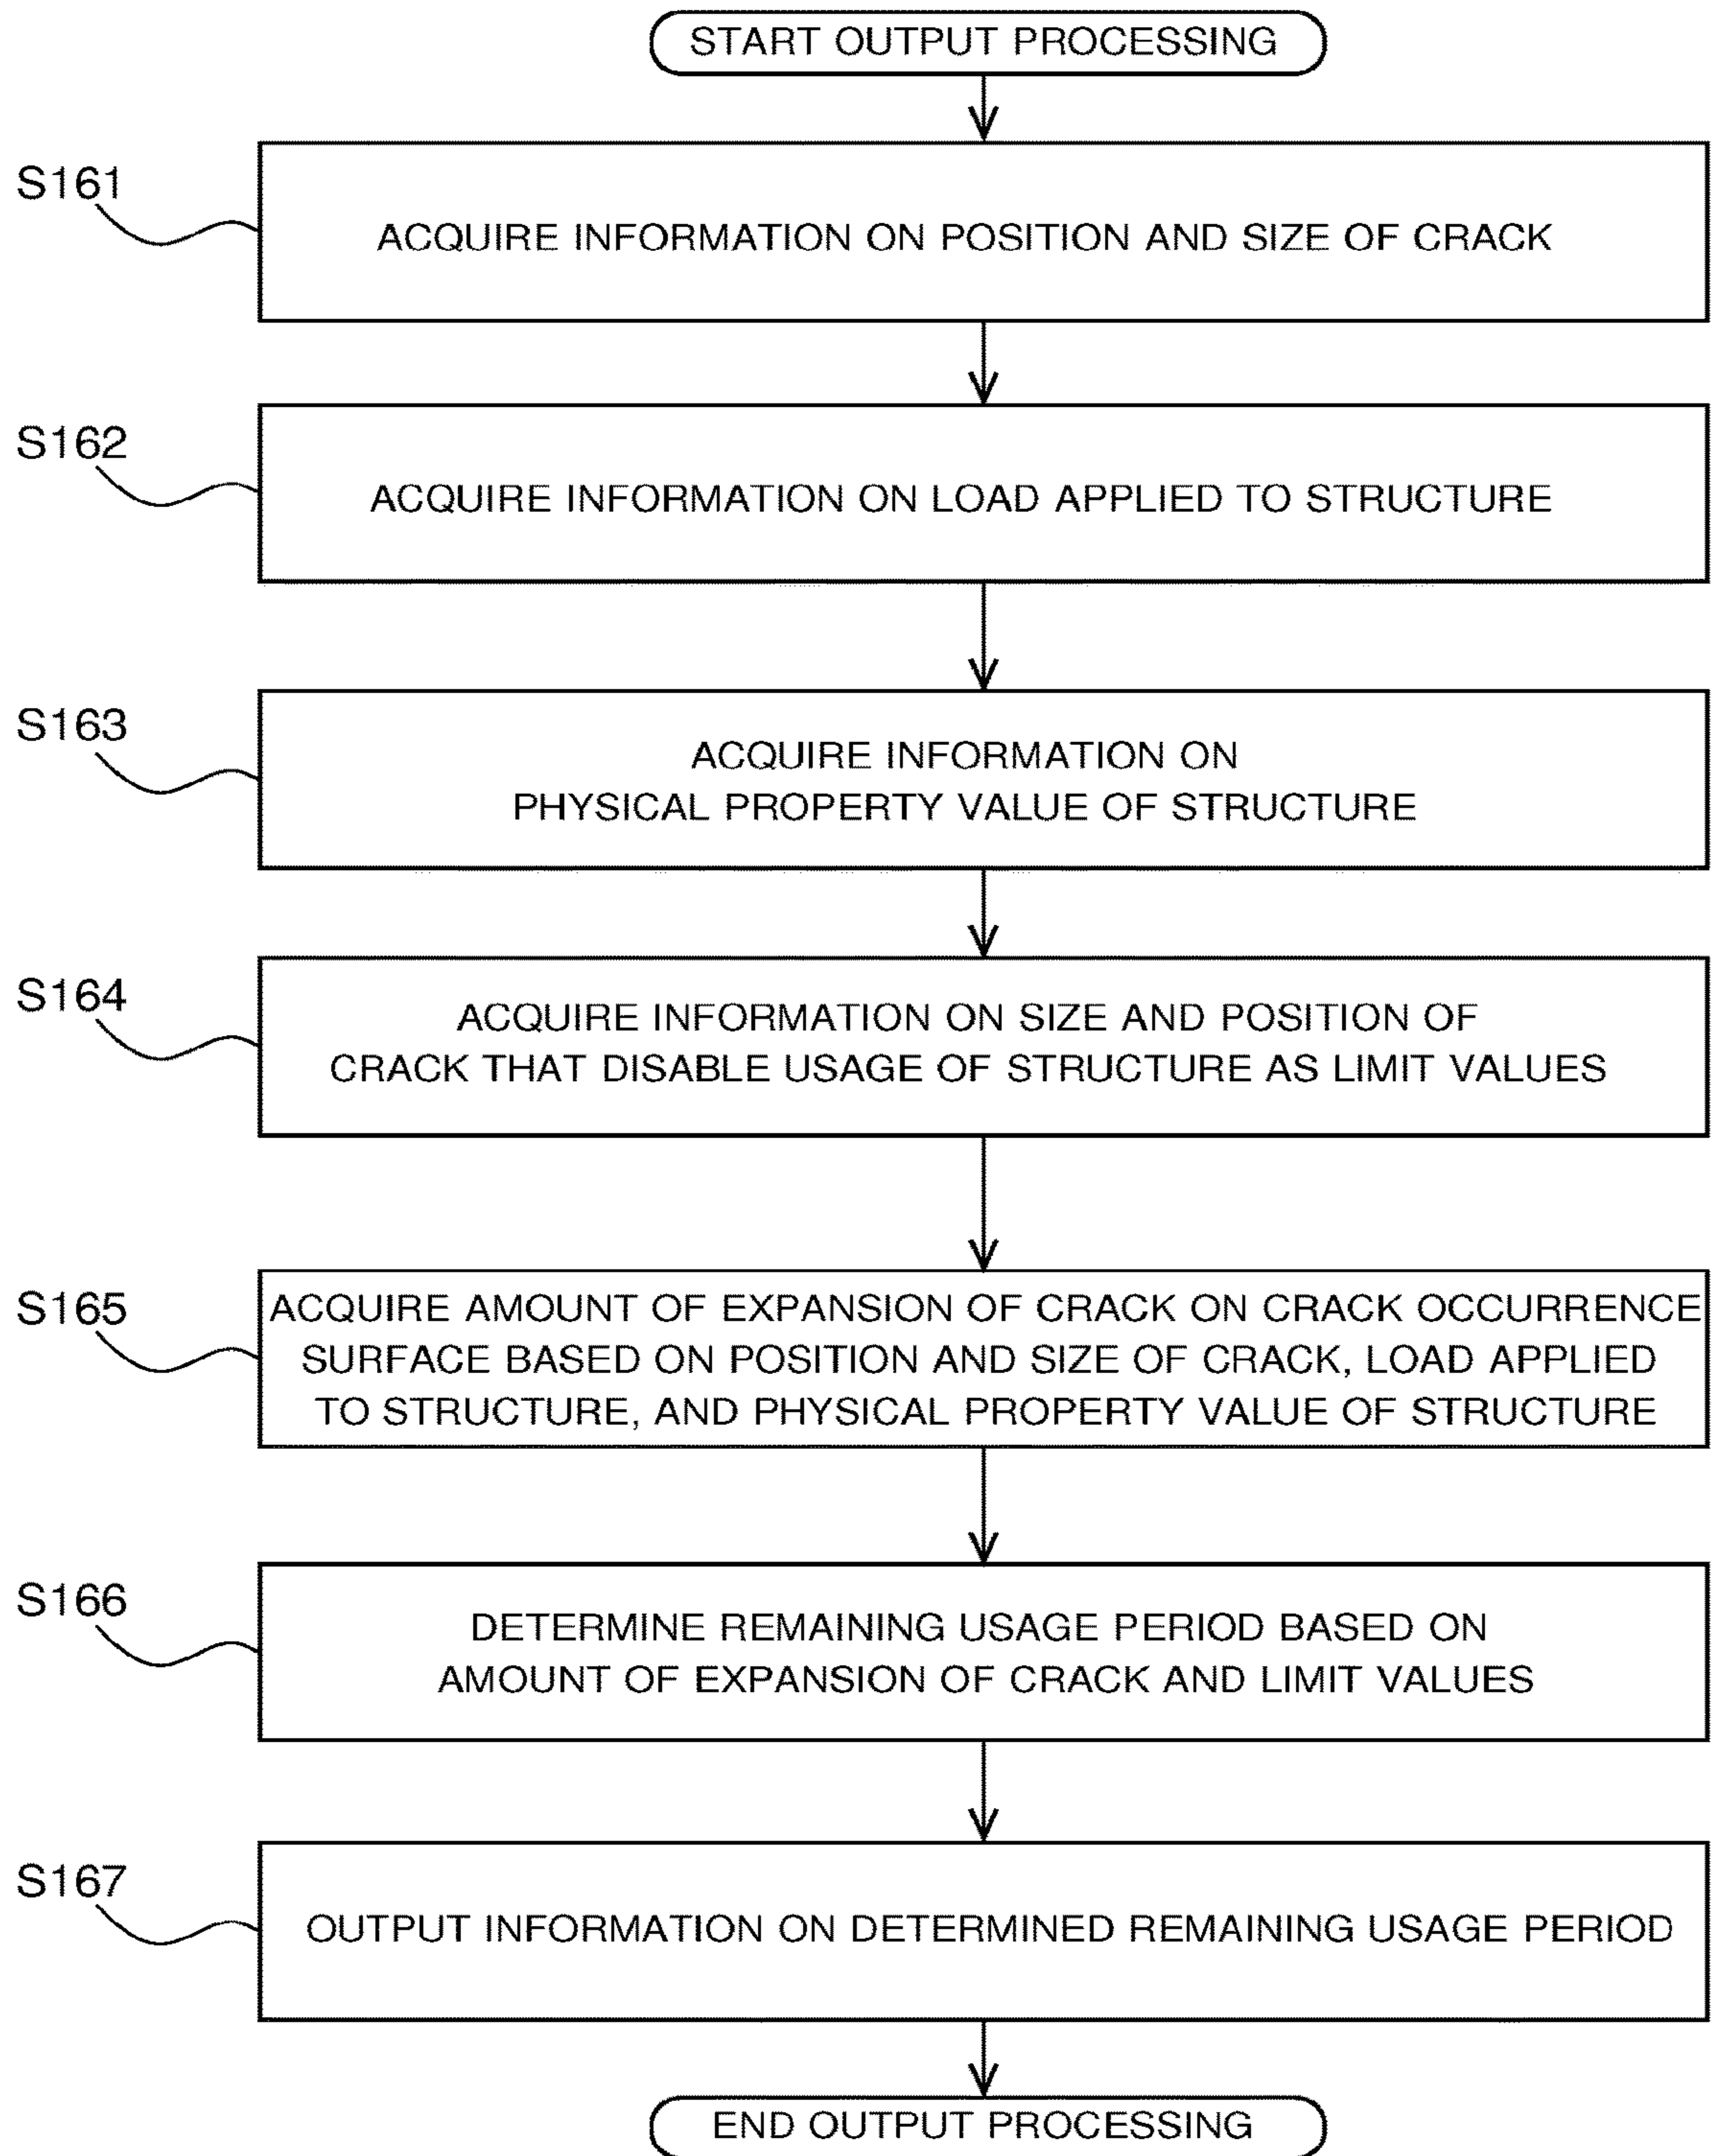 START OUTPUT PROCESSING
S161
ACQUIRE INFORMATION ON POSITION AND SIZE OF CRACK
S162
ACQUIRE INFORMATION ON LOAD APPLIED TO STRUCTURE
S163
ACQUIRE INFORMATION ON
PHYSICAL PROPERTY VALUE OF STRUCTURE
S164
ACQUIRE INFORMATION ON SIZE AND POSITION OF
CRACK THAT DISABLE USAGE OF STRUCTURE AS LIMIT VALUES
S165
ACQUIRE AMOUNT OF EXPANSION OF CRACK ON CRACK OCCURRENCE
SURFACE BASED ON POSITION AND SIZE OF CRACK, LOAD APPLIED
TO STRUCTURE, AND PHYSICAL PROPERTY VALUE OF STRUCTURE
S166
DETERMINE REMAINING USAGE PERIOD BASED ON
AMOUNT OF EXPANSION OF CRACK AND LIMIT VALUES
S167
OUTPUT INFORMATION ON DETERMINED REMAINING USAGE PERIOD
END OUTPUT PROCESSING